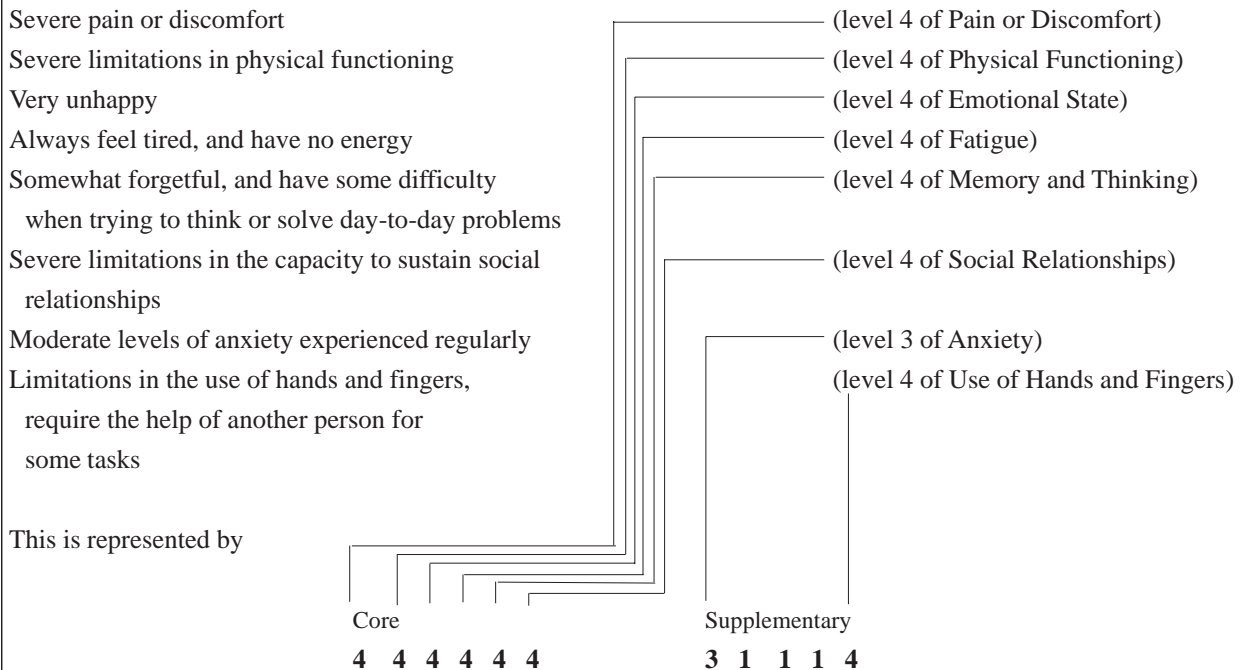 Severe pain or discomfort (level 4 of Pain or Discomfort)
Severe limitations in physical functioning (level 4 of Physical Functioning)
Very unhappy (level 4 of Emotional State)
Always feel tired, and have no energy (level 4 of Fatigue)
Somewhat forgetful, and have some difficulty (level 4 of Memory and Thinking)
when trying to think or solve day-to-day problems
Severe limitations in the capacity to sustain social (level 4 of Social Relationships)
relationships
Moderate levels of anxiety experienced regularly (level 3 of Anxiety)
Limitations in the use of hands and fingers, (level 4 of Use of Hands and Fingers)
require the help of another person for
some tasks
This is represented by
Core Supplementary
4 4 4 4 4 4 3 1 1 1 4